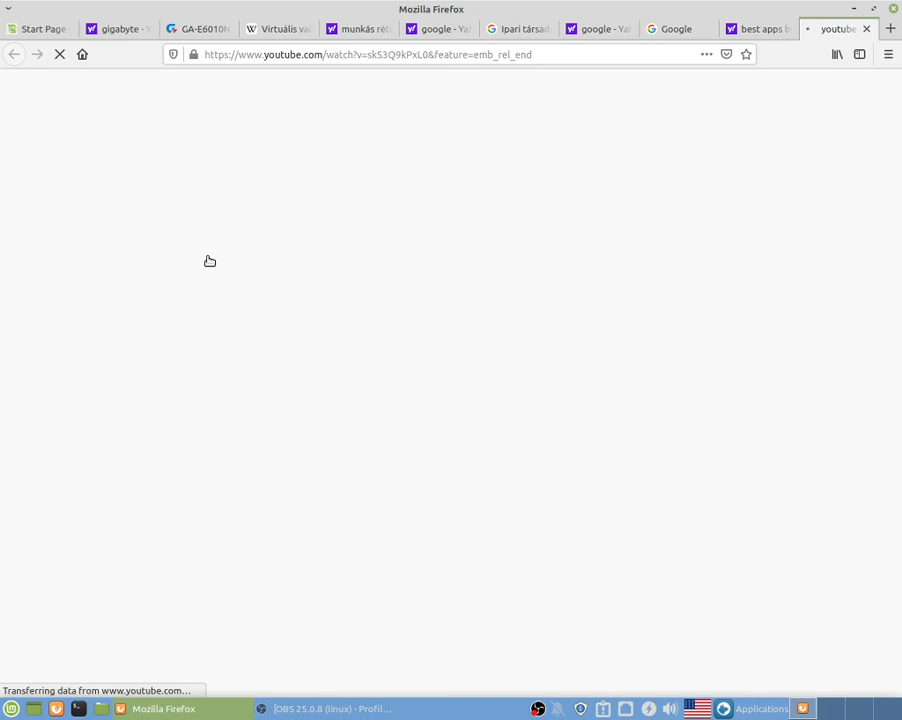 Mozilla Firefox
Start Page
gigabyte - Y
GA-E6010N
Virtuális va
munkás rét
google - Ya
Ipari társad
google - Ya
Google
best apps b
youtube.
https://www.youtube.com/watch?v=skS3Q9kPxL0&feature=emb_rel_end
Transferring data from www.youtube.com...
Mozilla Firefox
[OBS 25.0.8 (linux) - Profil...
Applications